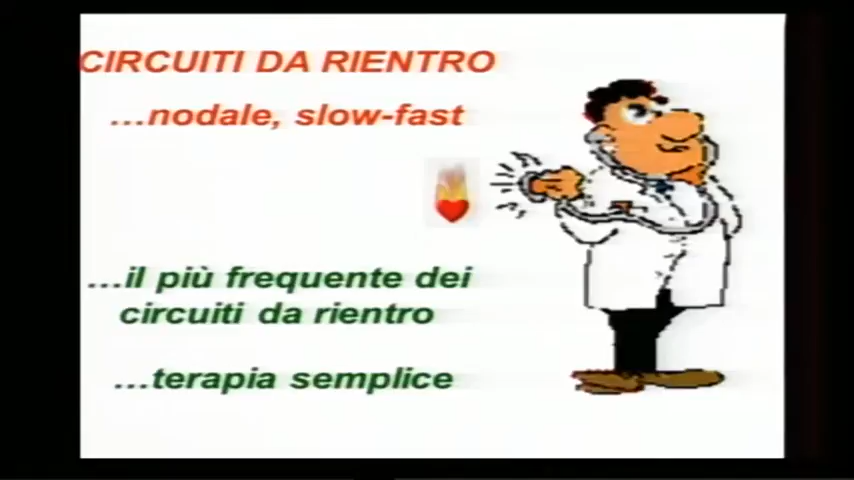 CIRCUITI DA RIENTRO
...nodale, slow-fast
...il più frequente dei
circuiti da rientro
...terapia semplice